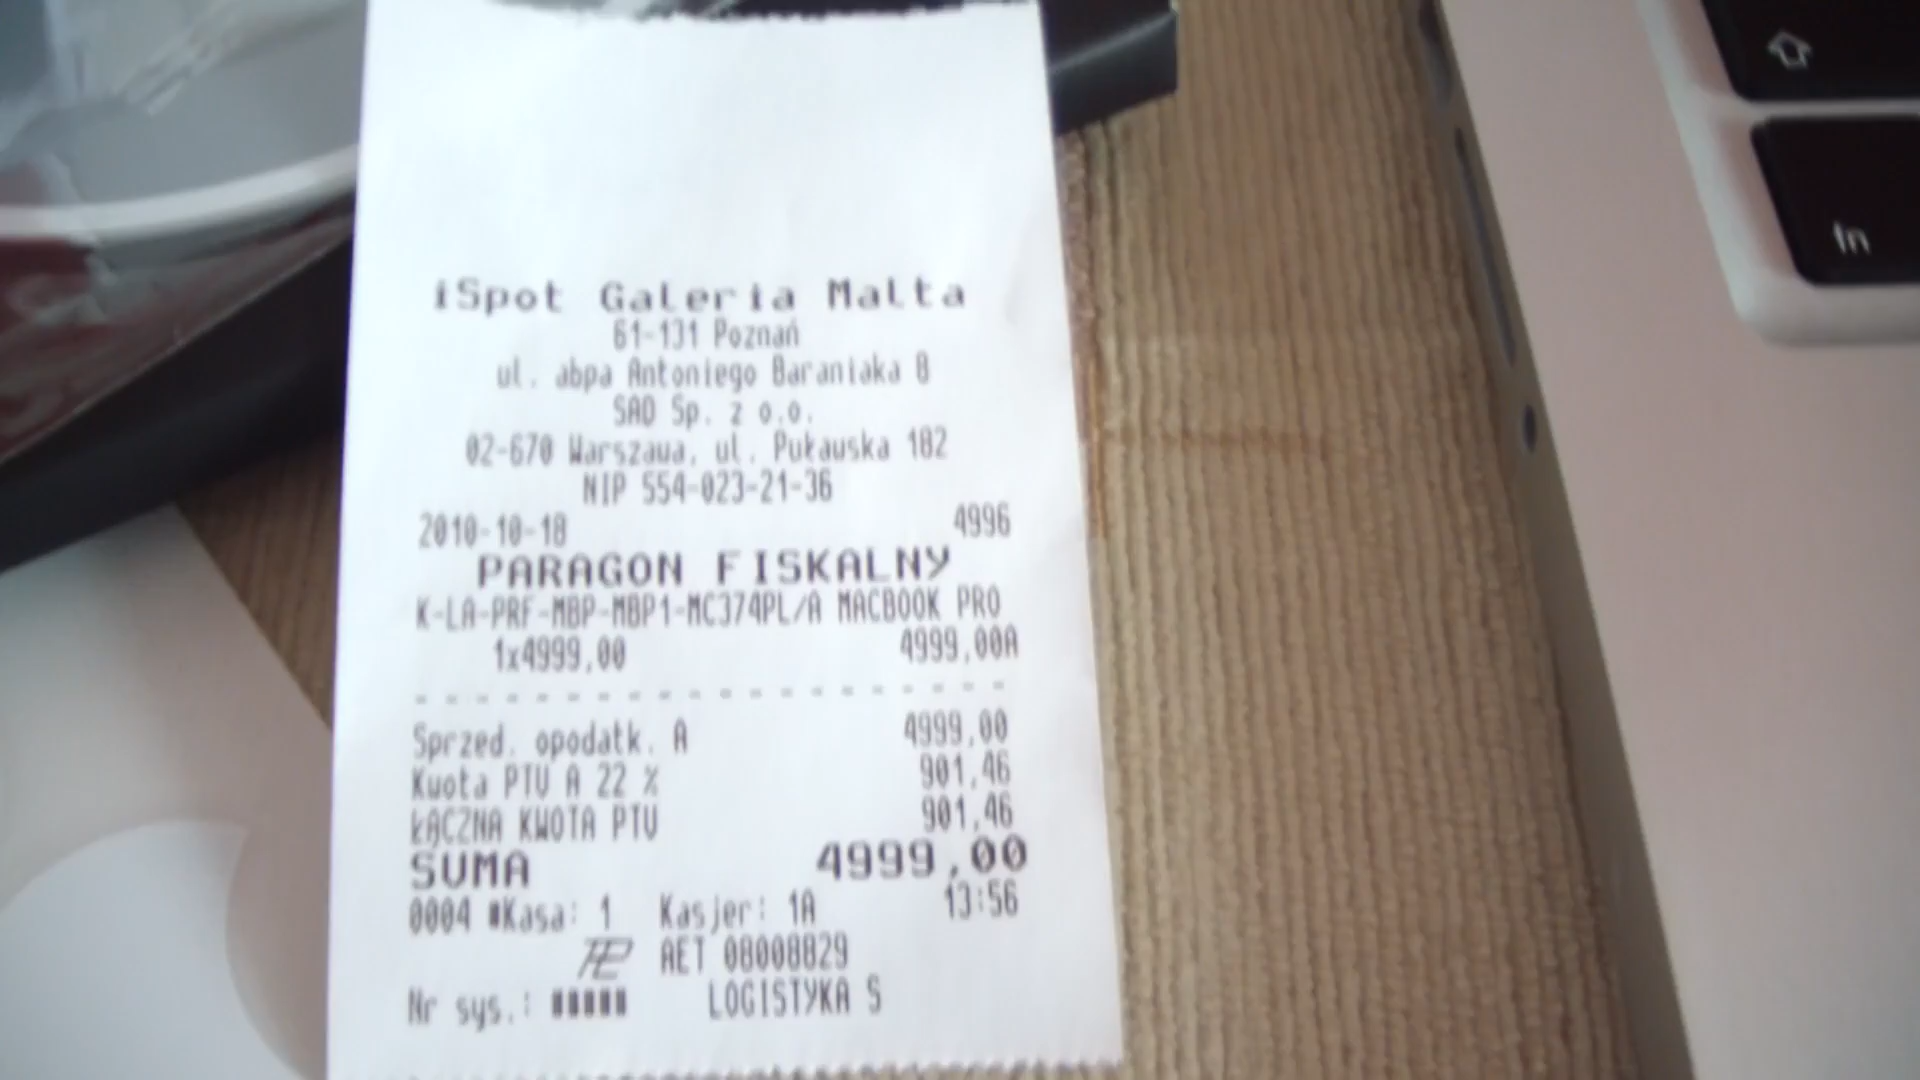 iSpot Galeria Malta
61-131 Poznań
ul. abpa Antoniego Baraniaka 8
SAD Sp. z o.o.
02-670 Warszawa, ul. Puławska 182
NIP 554-023-21-36
2010-10-18 4996
PARAGON FISKALNY
K-LA-PRF-MBP-MBP1-MC374PL/A MACBOOK PRO
1x4999,00 4999,00A
Sprzed. opodatk. A 4999,00
Kwota PTU A 22 % 901,46
ŁĄCZNA KWOTA PTU 901,46
SUMA 4999,00
0004 #Kasa: 1 Kasjer: 1A 13:56
AET 08008829
Nr sys.: LOGISTYKA S
fn